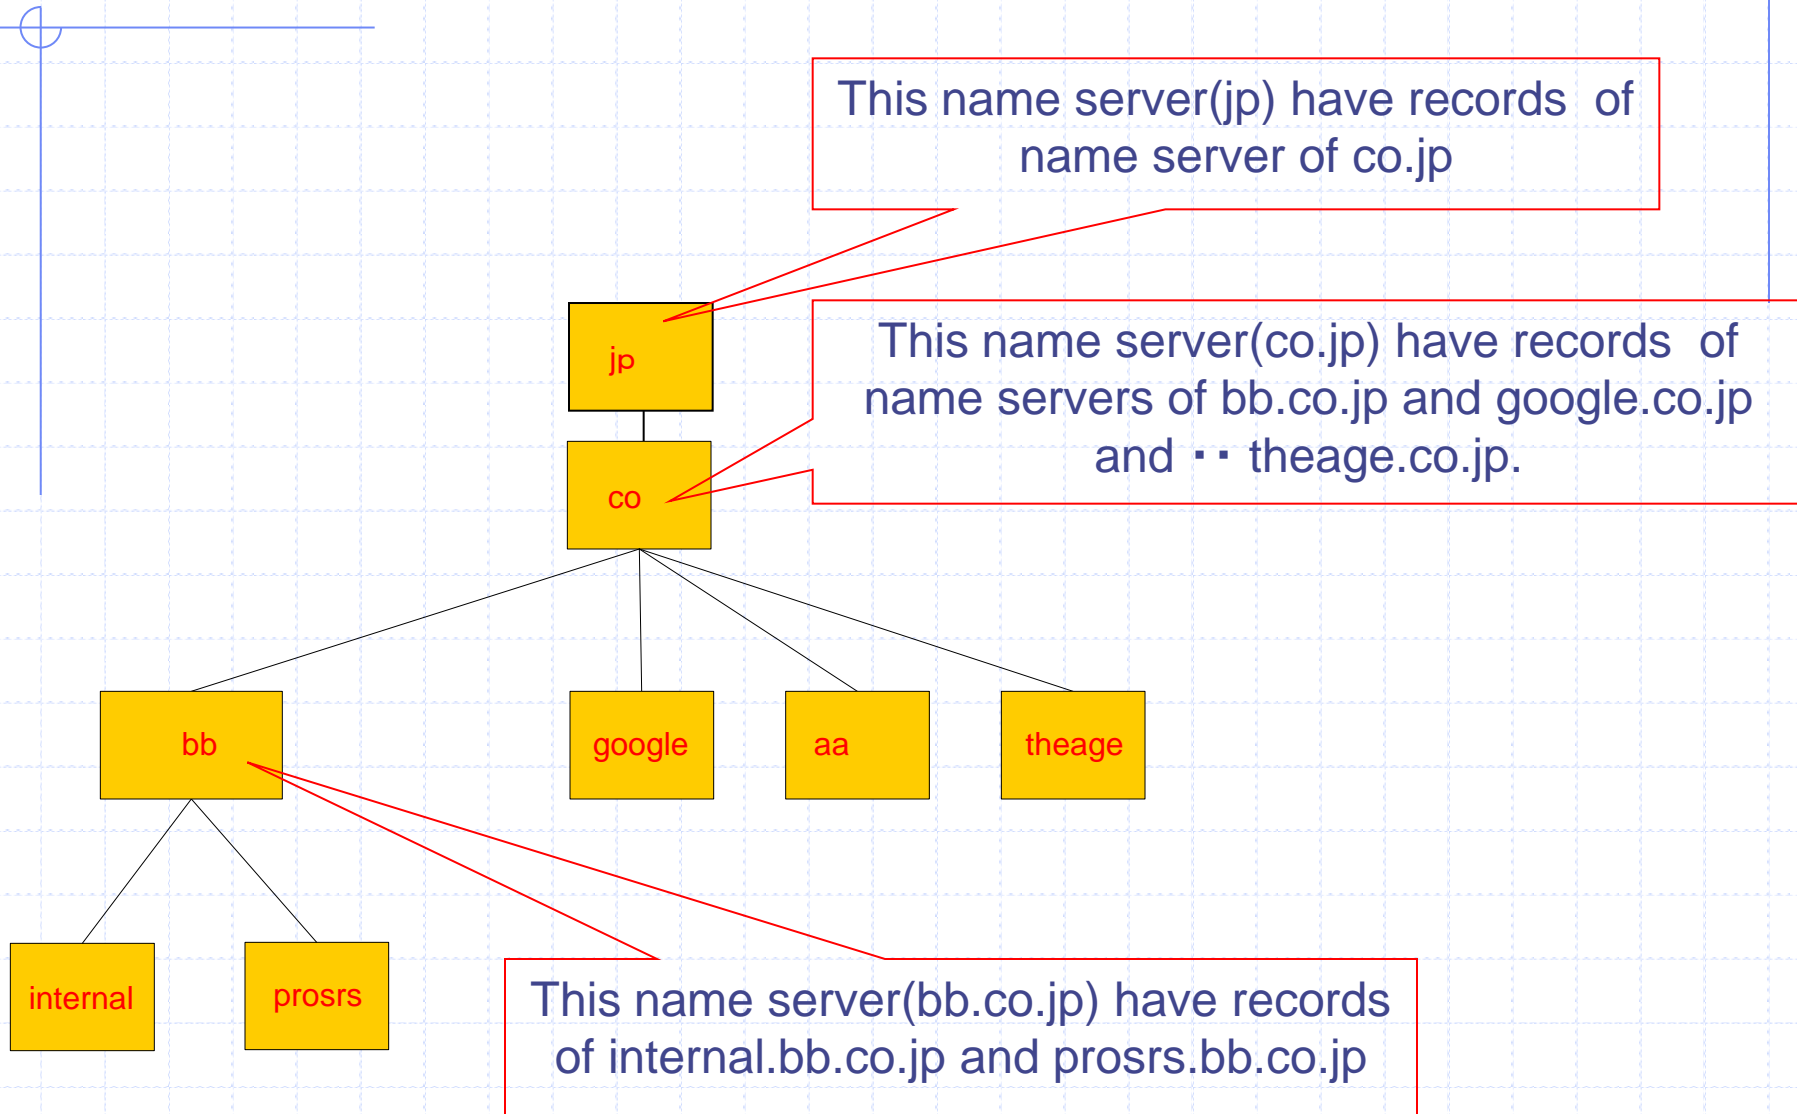 This name server(jp) have records of
name server of co.jp
jp
This name server(co.jp) have records of
name servers of bb.co.jp and google.co.jp
and ・・ theage.co.jp.
co
bb
google
aa
theage
internal
prosrs
This name server(bb.co.jp) have records
of internal.bb.co.jp and prosrs.bb.co.jp